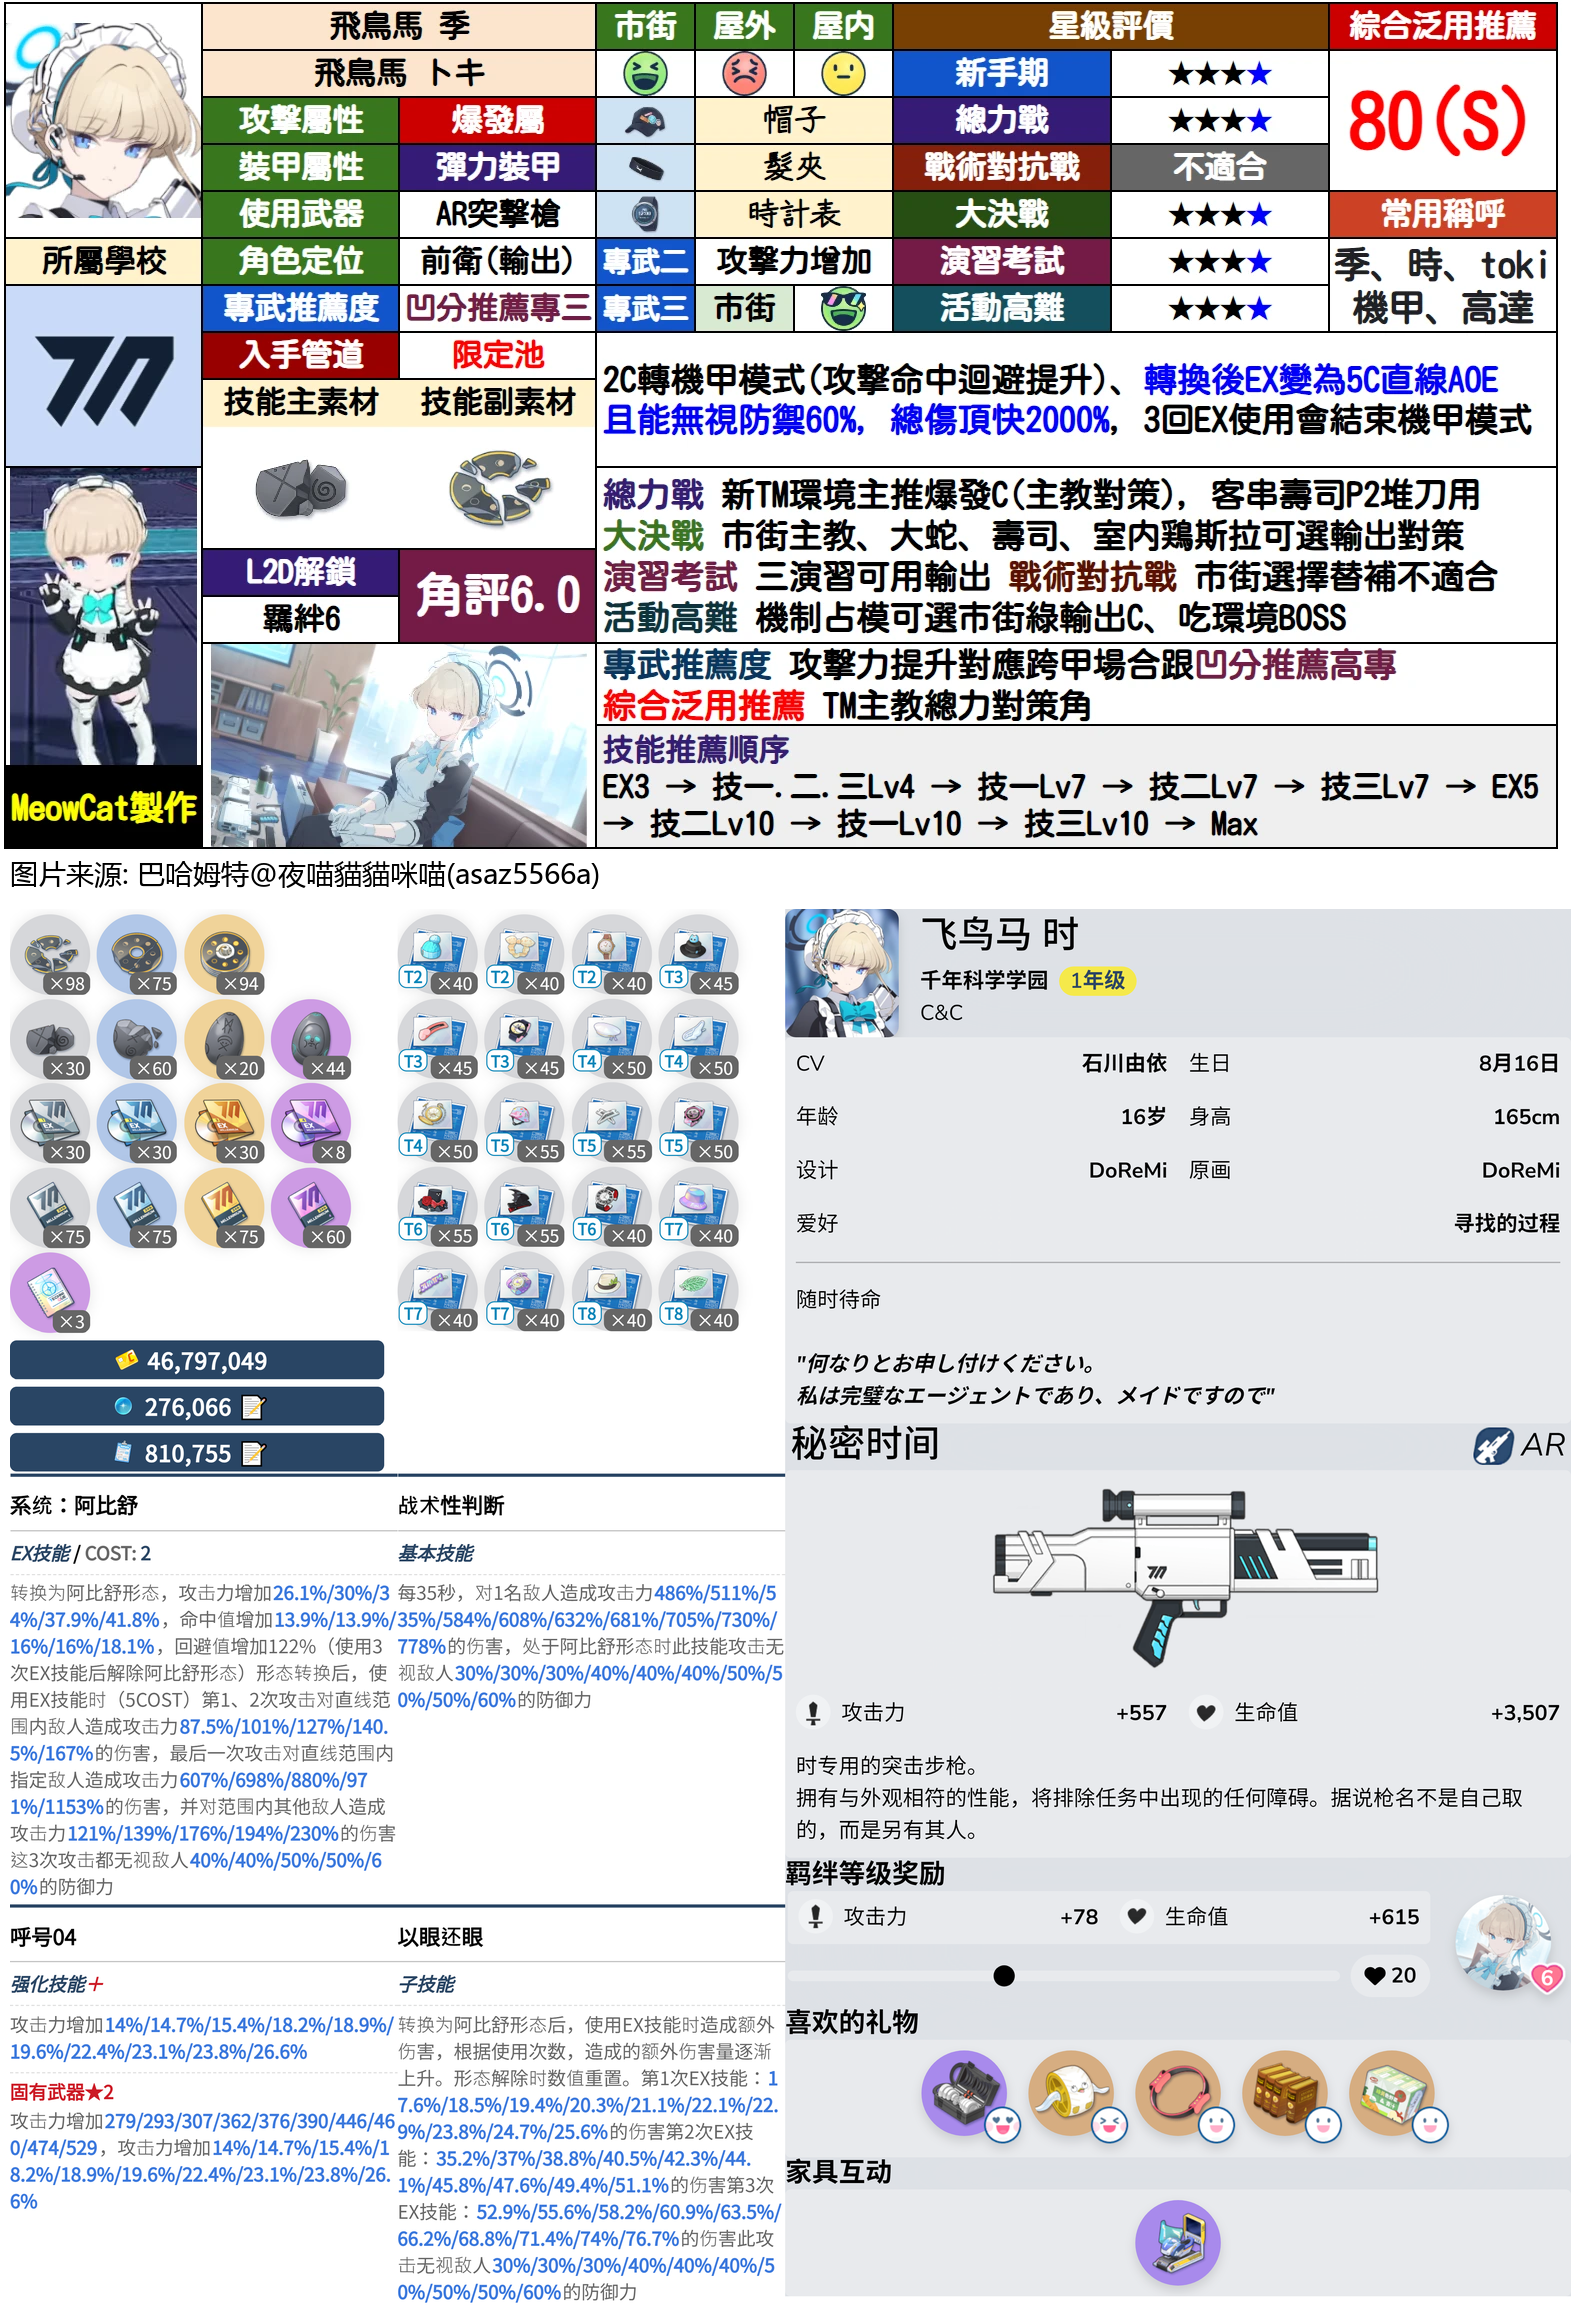 飛鳥馬 季
市街
屋外
屋內
星級評價
綜合泛用推薦
飛鳥馬 トキ
新手期
★★★★
80(S)
攻擊屬性
爆發屬
帽子
總力戰
★★★★
裝甲屬性
彈力裝甲
髮夾
戰術對抗戰
不適合
使用武器
AR突擊槍
時計表
大決戰
★★★★
常用稱呼
所屬學校
角色定位
前衛(輸出)
專武二
攻擊力增加
演習考試
★★★★
季、時、toki
機甲、高達
專武推薦度
凹分推薦專三
專武三
市街
活動高難
★★★★
入手管道
限定池
2C轉機甲模式(攻擊命中迴避提升)、轉換後EX變為5C直線AOE
且能無視防禦60%, 總傷頂快2000%, 3回EX使用會結束機甲模式
技能主素材
技能副素材
總力戰 新TM環境主推爆發C(主教對策), 客串壽司P2堆刀用
大決戰 市街主教、大蛇、壽司、室內鶏斯拉可選輸出對策
演習考試 三演習可用輸出 戰術對抗戰 市街選擇替補不適合
活動高難 機制占模可選市街綠輸出C、吃環境BOSS
L2D解鎖
角評6.0
羈絆6
專武推薦度 攻擊力提升對應跨甲場合跟凹分推薦高專
綜合泛用推薦 TM主教總力對策角
技能推薦順序
EX3 → 技一.二.三Lv4 → 技一Lv7 → 技二Lv7 → 技三Lv7 → EX5
→ 技二Lv10 → 技一Lv10 → 技三Lv10 → Max
MeowCat製作
图片来源: 巴哈姆特@夜喵貓貓咪喵(asaz5566a)
×98
×75
×94
×30
×60
×20
×44
EX
×30
×30
×30
×8
×75
×75
×75
×60
×3
T2 ×40
T2 ×40
T2 ×40
T3 ×45
T3 ×45
T3 ×45
T4 ×50
T4 ×50
T4 ×50
T5 ×55
T5 ×55
T5 ×50
T6 ×55
T6 ×55
T6 ×40
T7 ×40
T7 ×40
T7 ×40
T8 ×40
T8 ×40
46,797,049
276,066
810,755
系统：阿比舒
EX技能 / COST: 2
转换为阿比舒形态，攻击力增加26.1%/30%/3
4%/37.9%/41.8%，命中值增加13.9%/13.9%/
16%/16%/18.1%，回避值增加122%（使用3
次EX技能后解除阿比舒形态）形态转换后，使
用EX技能时（5COST）第1、2次攻击对直线范
围内敌人造成攻击力87.5%/101%/127%/140.
5%/167%的伤害，最后一次攻击对直线范围内
指定敌人造成攻击力607%/698%/880%/97
1%/1153%的伤害，并对范围内其他敌人造成
攻击力121%/139%/176%/194%/230%的伤害
这3次攻击都无视敌人40%/40%/50%/50%/6
0%的防御力
战术性判断
基本技能
每35秒，对1名敌人造成攻击力486%/511%/5
35%/584%/608%/632%/681%/705%/730%/
778%的伤害，处于阿比舒形态时此技能攻击无
视敌人30%/30%/30%/40%/40%/40%/50%/5
0%/50%/60%的防御力
呼号04
强化技能+
攻击力增加14%/14.7%/15.4%/18.2%/18.9%/
19.6%/22.4%/23.1%/23.8%/26.6%
固有武器★2
攻击力增加279/293/307/362/376/390/446/46
0/474/529，攻击力增加14%/14.7%/15.4%/1
8.2%/18.9%/19.6%/22.4%/23.1%/23.8%/26.
6%
以眼还眼
子技能
转换为阿比舒形态后，使用EX技能时造成额外
伤害，根据使用次数，造成的额外伤害量逐渐
上升。形态解除时数值重置。第1次EX技能：1
7.6%/18.5%/19.4%/20.3%/21.1%/22.1%/22.
9%/23.8%/24.7%/25.6%的伤害第2次EX技
能：35.2%/37%/38.8%/40.5%/42.3%/44.
1%/45.8%/47.6%/49.4%/51.1%的伤害第3次
EX技能：52.9%/55.6%/58.2%/60.9%/63.5%/
66.2%/68.8%/71.4%/74%/76.7%的伤害此攻
击无视敌人30%/30%/30%/40%/40%/40%/5
0%/50%/50%/60%的防御力
飞鸟马 时
千年科学学园 1年级
C&C
CV 石川由依 生日 8月16日
年龄 16岁 身高 165cm
设计 DoReMi 原画 DoReMi
爱好 寻找的过程
随时待命
"何なりとお申し付けください。
私は完璧なエージェントであり、メイドですので"
秘密时间
AR
攻击力 +557 生命值 +3,507
时专用的突击步枪。
拥有与外观相符的性能，将排除任务中出现的任何障碍。据说枪名不是自己取
的，而是另有其人。
羁绊等级奖励
攻击力 +78 生命值 +615
20
6
喜欢的礼物
家具互动